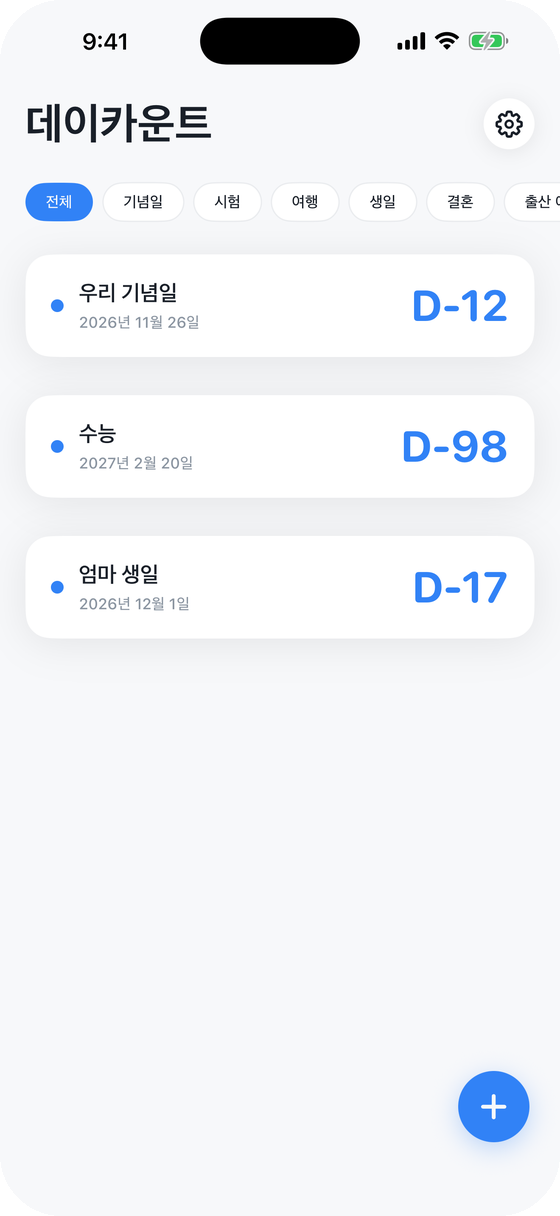 9:41
데이카운트
전체 기념일 시험 여행 생일 결혼 출산
우리 기념일
2026년 11월 26일
D-12
수능
2027년 2월 20일
D-98
엄마 생일
2026년 12월 1일
D-17